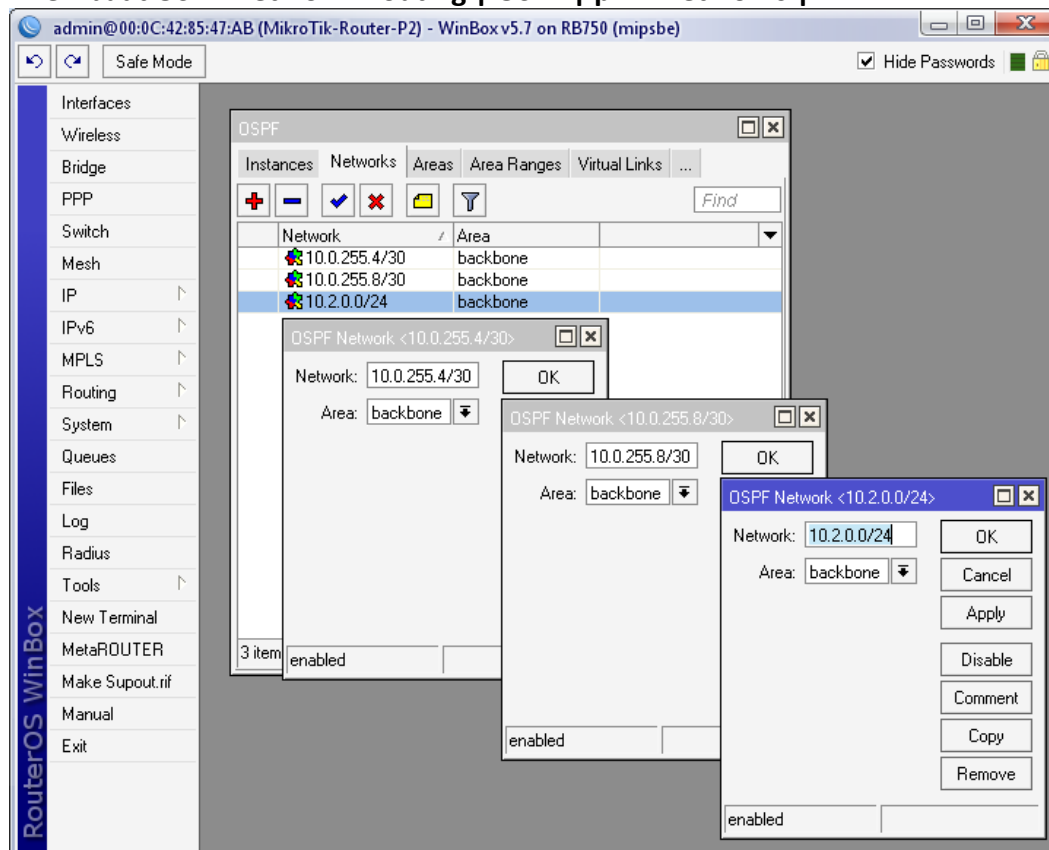 admin@00:0C:42:85:47:AB (MikroTik-Router-P2) - WinBox v5.7 on RB750 (mipsbe)
Safe Mode
Hide Passwords
Interfaces
Wireless
Bridge
PPP
Switch
Mesh
IP
IPv6
MPLS
Routing
System
Queues
Files
Log
Radius
Tools
New Terminal
MetaROUTER
Make Supout.rif
Manual
Exit
RouterOS WinBox
OSPF
Instances Networks Areas Area Ranges Virtual Links ...
Find
Network Area
10.0.255.4/30 backbone
10.0.255.8/30 backbone
10.2.0.0/24 backbone
3 item
OSPF Network <10.0.255.4/30>
Network: 10.0.255.4/30 OK
Area: backbone
enabled
OSPF Network <10.0.255.8/30>
Network: 10.0.255.8/30 OK
Area: backbone
enabled
OSPF Network <10.2.0.0/24>
Network: 10.2.0.0/24 OK
Area: backbone Cancel
Apply
Disable
Comment
Copy
Remove
enabled